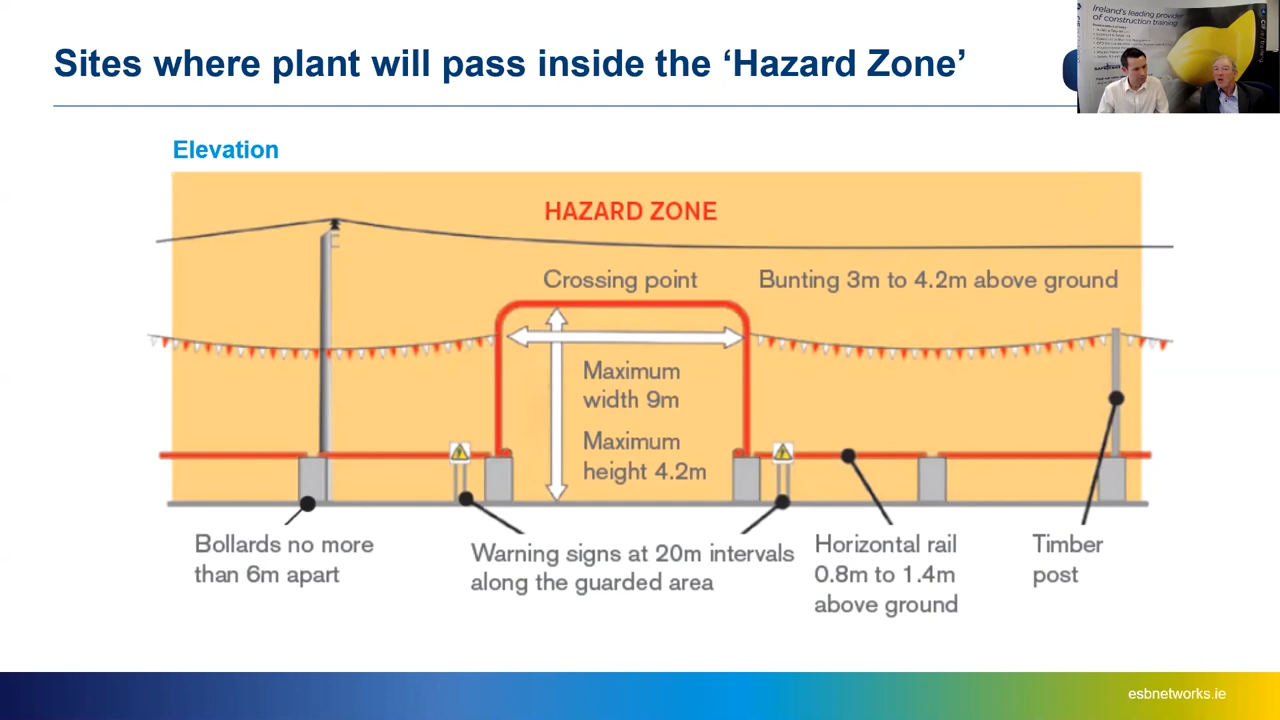 Sites where plant will pass inside the ‘Hazard Zone’
Ireland's leading provider
of construction training
Elevation
HAZARD ZONE
Crossing point
Bunting 3m to 4.2m above ground
Maximum
width 9m
Maximum
height 4.2m
Bollards no more
than 6m apart
Warning signs at 20m intervals
along the guarded area
Horizontal rail
0.8m to 1.4m
above ground
Timber
post
esbnetworks.ie